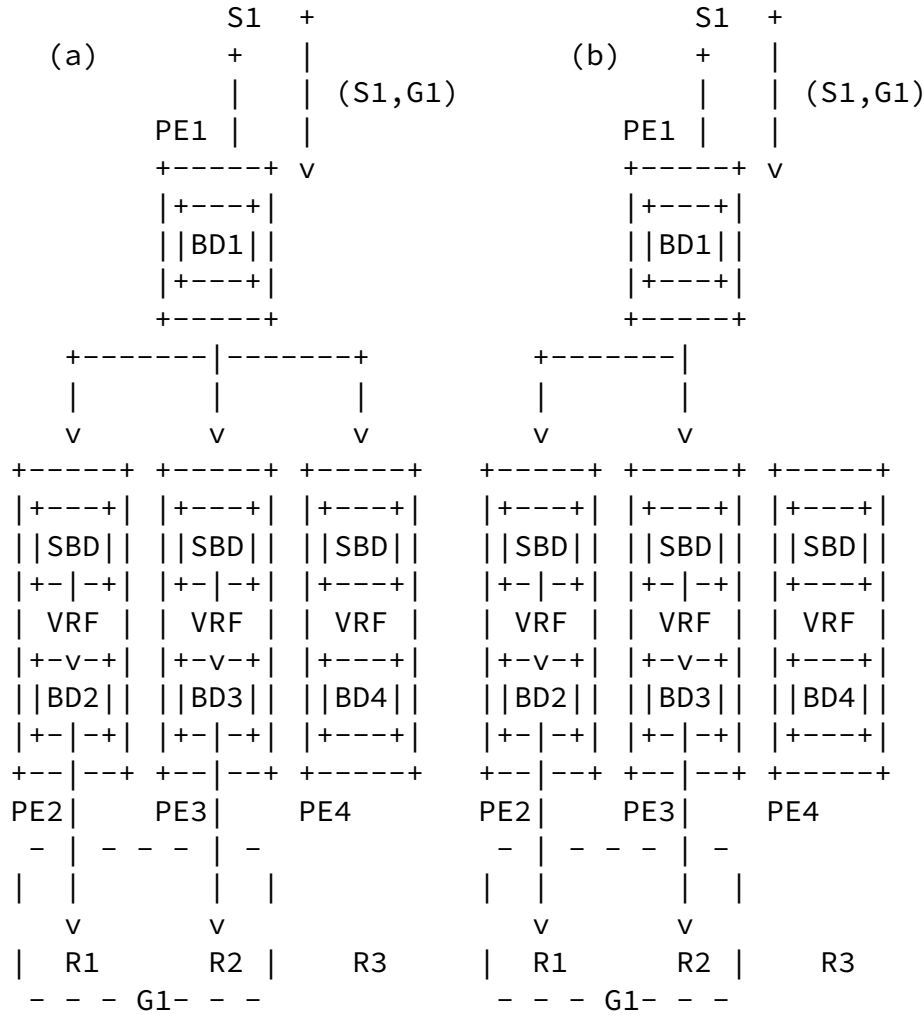 S1   +                         S1   +
(a)        +    |                 (b)        +    |
|    | (S1,G1)                    |    | (S1,G1)
PE1 |    |                      PE1 |    |
+-----+ v                       +-----+ v
|+---+|                         |+---+|
||BD1||                         ||BD1||
|+---+|                         |+---+|
+-----+                         +-----+
+-------|-------+               +-------|
|       |       |               |       |
v       v       v               v       v
+-----+ +-----+ +-----+   +-----+ +-----+ +-----+
|+---+| |+---+| |+---+|   |+---+| |+---+| |+---+|
||SBD|| ||SBD|| ||SBD||   ||SBD|| ||SBD|| ||SBD||
|+-|-+| |+-|-+| |+---+|   |+-|-+| |+-|-+| |+---+|
| VRF | | VRF | | VRF |   | VRF | | VRF | | VRF |
|+-v-+| |+-v-+| |+---+|   |+-v-+| |+-v-+| |+---+|
||BD2|| ||BD3|| ||BD4||   ||BD2|| ||BD3|| ||BD4||
|+-|-+| |+-|-+| |+---+|   |+-|-+| |+-|-+| |+---+|
+--|--+ +--|--+ +-----+   +--|--+ +--|--+ +-----+
PE2|    PE3|    PE4       PE2|    PE3|    PE4
- | - - - | -             - | - - - | -
|  |       |  |           |  |       |  |
v       v                 v       v
|  R1      R2 |    R3     |  R1      R2 |    R3
- - - G1- - -             - - - G1- - -